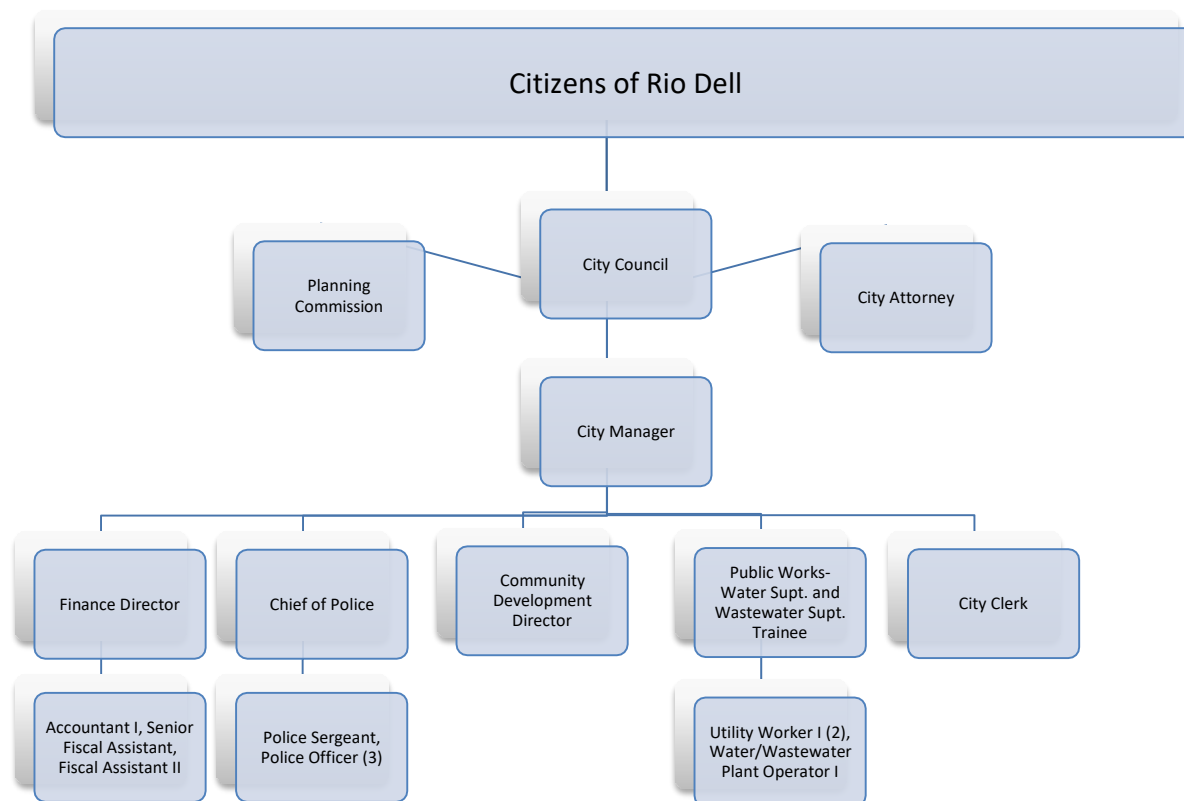 Citizens of Rio Dell
City Council
Planning
Commission
City Attorney
City Manager
Finance Director
Chief of Police
Community
Development
Director
Public Works-
Water Supt. and
Wastewater Supt.
Trainee
City Clerk
Accountant I, Senior
Fiscal Assistant,
Fiscal Assistant II
Police Sergeant,
Police Officer (3)
Utility Worker I (2),
Water/Wastewater
Plant Operator I